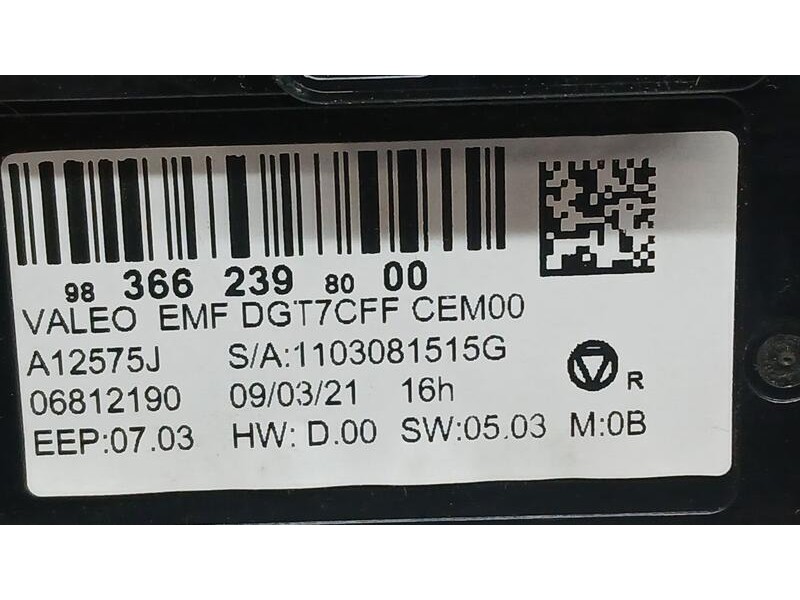 98 366 239 80 00
VALEO EMF DGT7CFF CEM00
A12575J S/A:1103081515G
06812190 09/03/21 16h R
EEP:07.03 HW: D.00 SW:05.03 M:0B